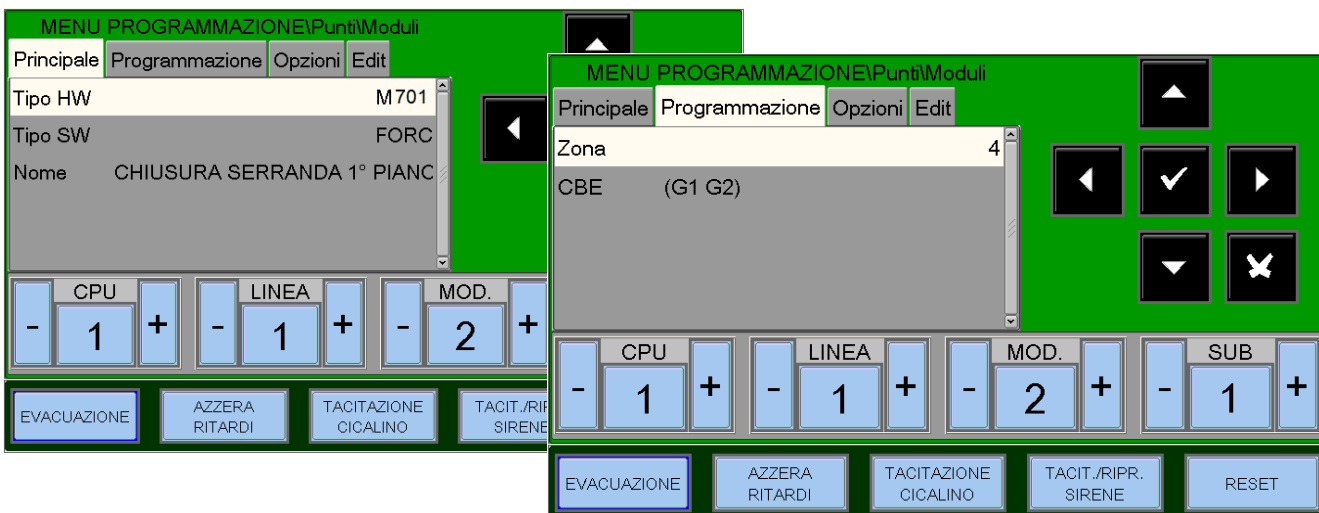 MENU PROGRAMMAZIONE\Punti\Moduli
Principale Programmazione Opzioni Edit
Tipo HW M701
Tipo SW FORC
Nome CHIUSURA SERRANDA 1° PIANC
CPU LINEA MOD.
- 1 + - 1 + - 2 +
EVACUAZIONE AZZERA RITARDI TACITAZIONE CICALINO TACIT./RIP SIRENE
MENU PROGRAMMAZIONE\Punti\Moduli
Principale Programmazione Opzioni Edit
Zona 4
CBE (G1 G2)
CPU LINEA MOD. SUB
- 1 + - 1 + - 2 + - 1 +
EVACUAZIONE AZZERA RITARDI TACITAZIONE CICALINO TACIT./RIPR. SIRENE RESET